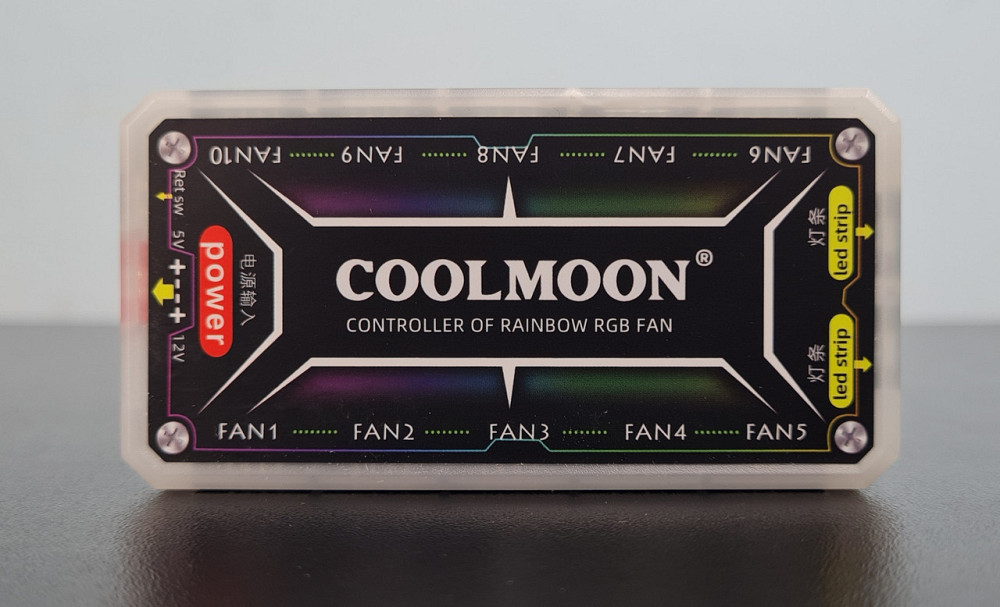 FAN10 FAN9 FAN8 FAN7 FAN6
Ret sw
5V
+--+
12V
power
电源输入
COOLMOON®
CONTROLLER OF RAINBOW RGB FAN
灯条
led strip
灯条
led strip
FAN1 FAN2 FAN3 FAN4 FAN5